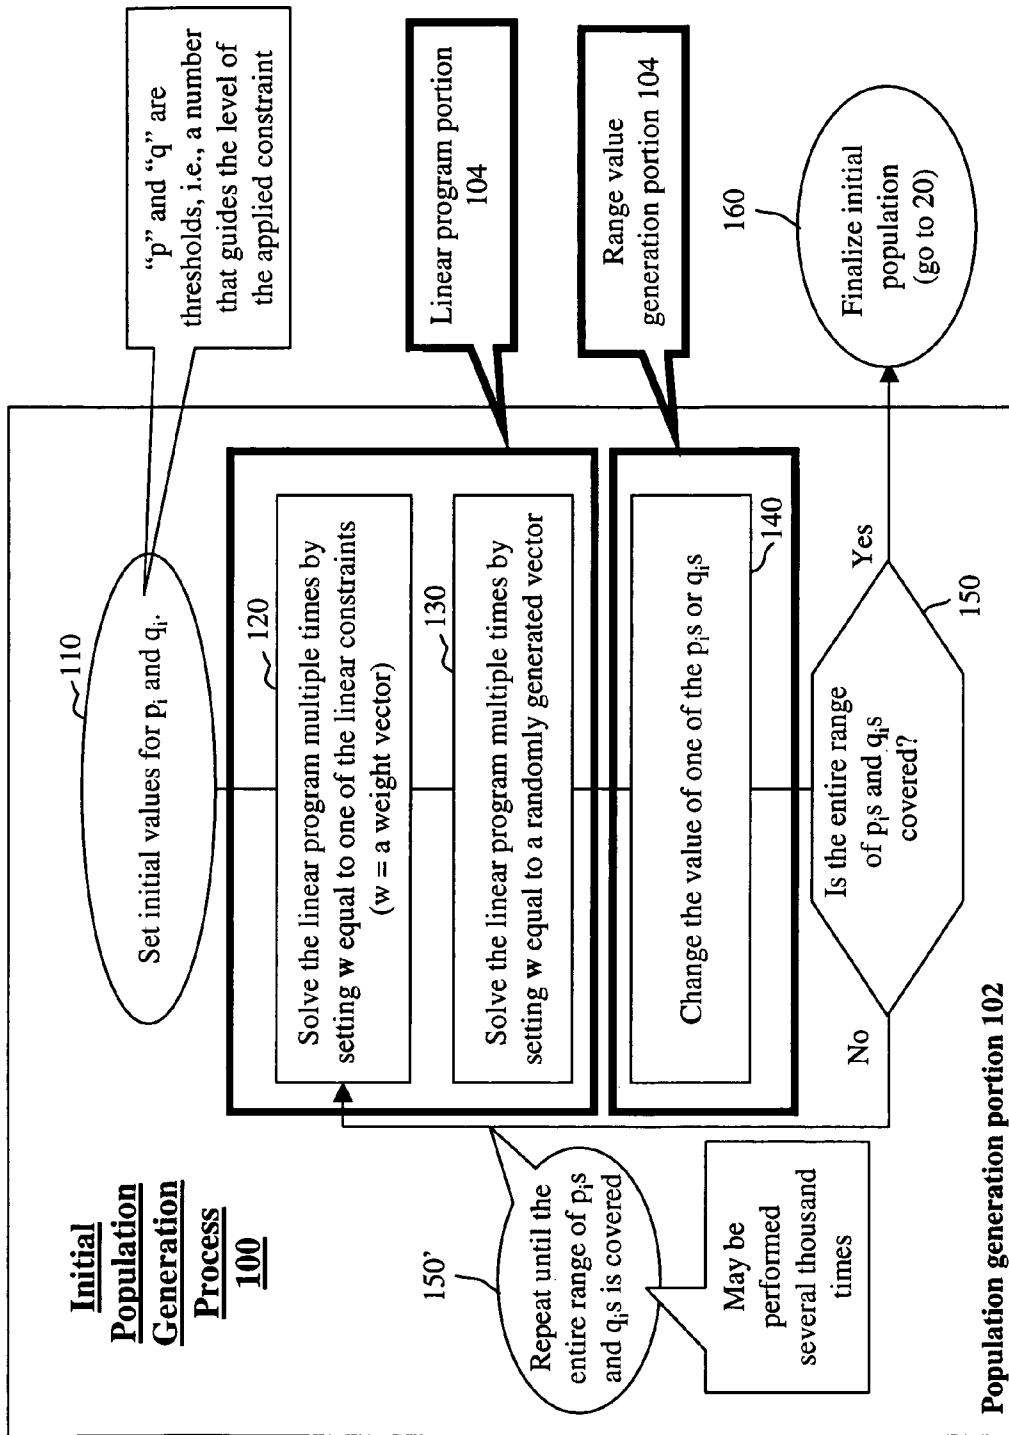 Initial
Population
Generation
Process
100
110
Set initial values for pᵢ and qᵢ.
“p” and “q” are
thresholds, i.e., a number
that guides the level of
the applied constraint
120
Solve the linear program multiple times by
setting w equal to one of the linear constraints
(w = a weight vector)
130
Solve the linear program multiple times by
setting w equal to a randomly generated vector
Linear program portion
104
Change the value of one of the pᵢs or qᵢs
140
Range value
generation portion 104
150'
Repeat until the
entire range of pᵢs
and qᵢs is covered
May be
performed
several thousand
times
No
Is the entire range
of pᵢs and qᵢs
covered?
Yes
150
160
Finalize initial
population
(go to 20)
Population generation portion 102